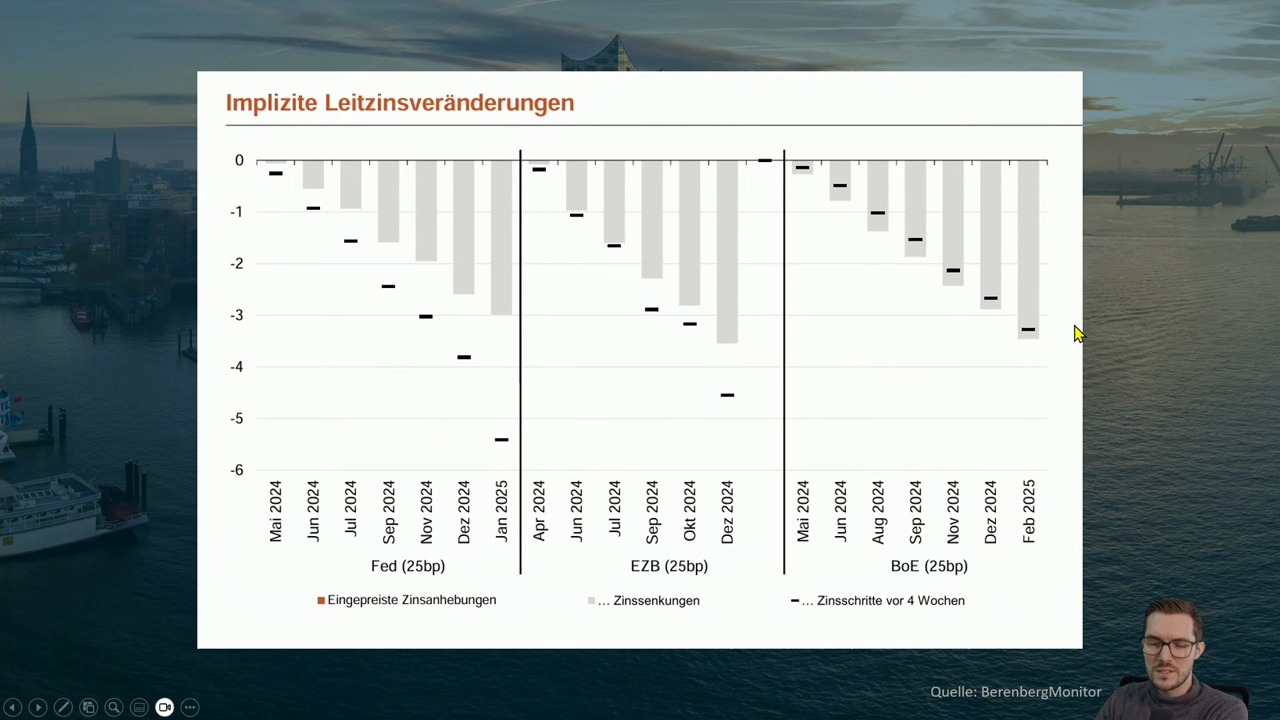 Implizite Leitzinsveränderungen
0
-1
-2
-3
-4
-5
-6
Mai 2024
Jun 2024
Jul 2024
Sep 2024
Nov 2024
Dez 2024
Jan 2025
Apr 2024
Jun 2024
Jul 2024
Sep 2024
Okt 2024
Dez 2024
Mai 2024
Jun 2024
Aug 2024
Sep 2024
Nov 2024
Dez 2024
Feb 2025
Fed (25bp)
EZB (25bp)
BoE (25bp)
Eingepreiste Zinsanhebungen
… Zinssenkungen
… Zinsschritte vor 4 Wochen
Quelle: BerenbergMonitor